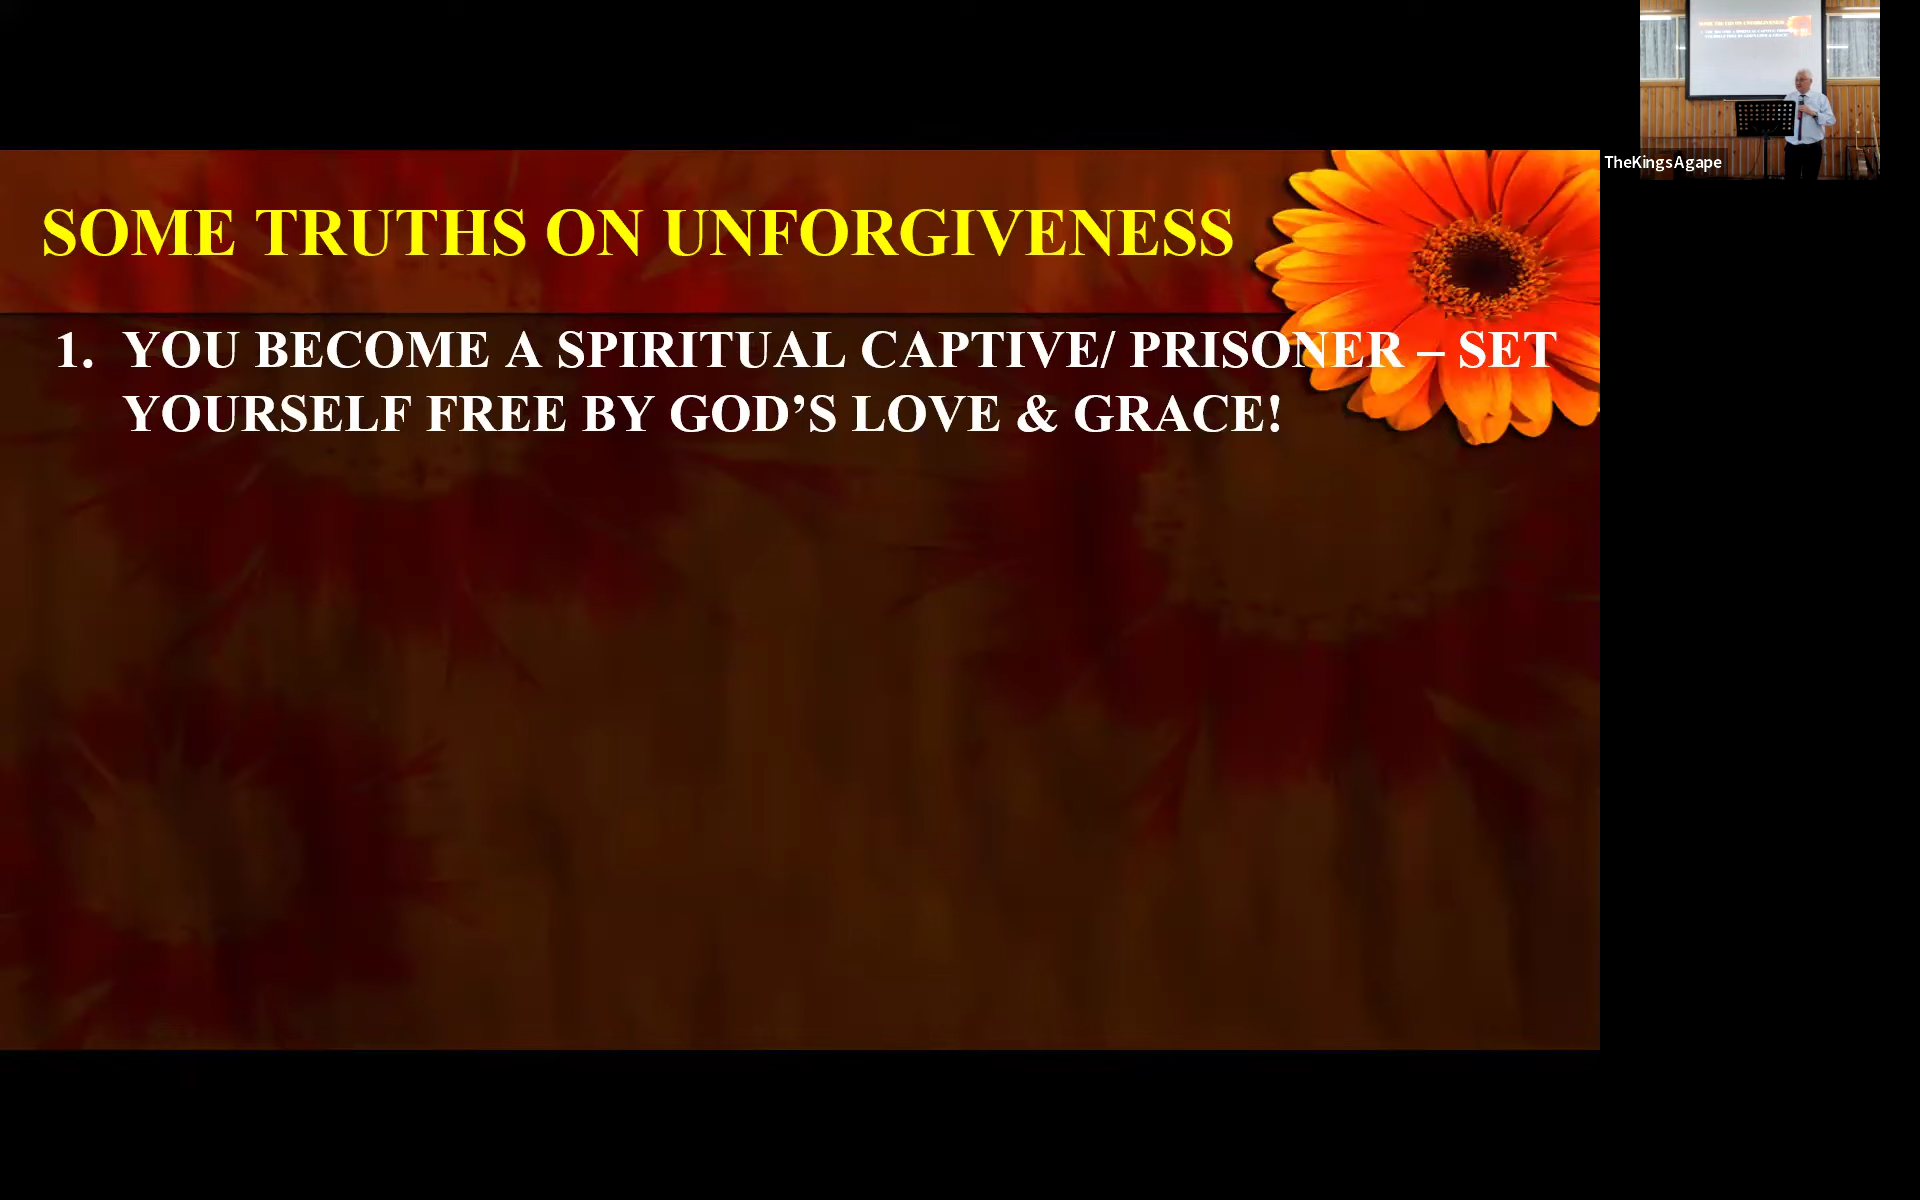 SOME TRUTHS ON UNFORGIVENESS
1. YOU BECOME A SPIRITUAL CAPTIVE/ PRISONER – SET
YOURSELF FREE BY GOD’S LOVE & GRACE!
TheKingsAgape